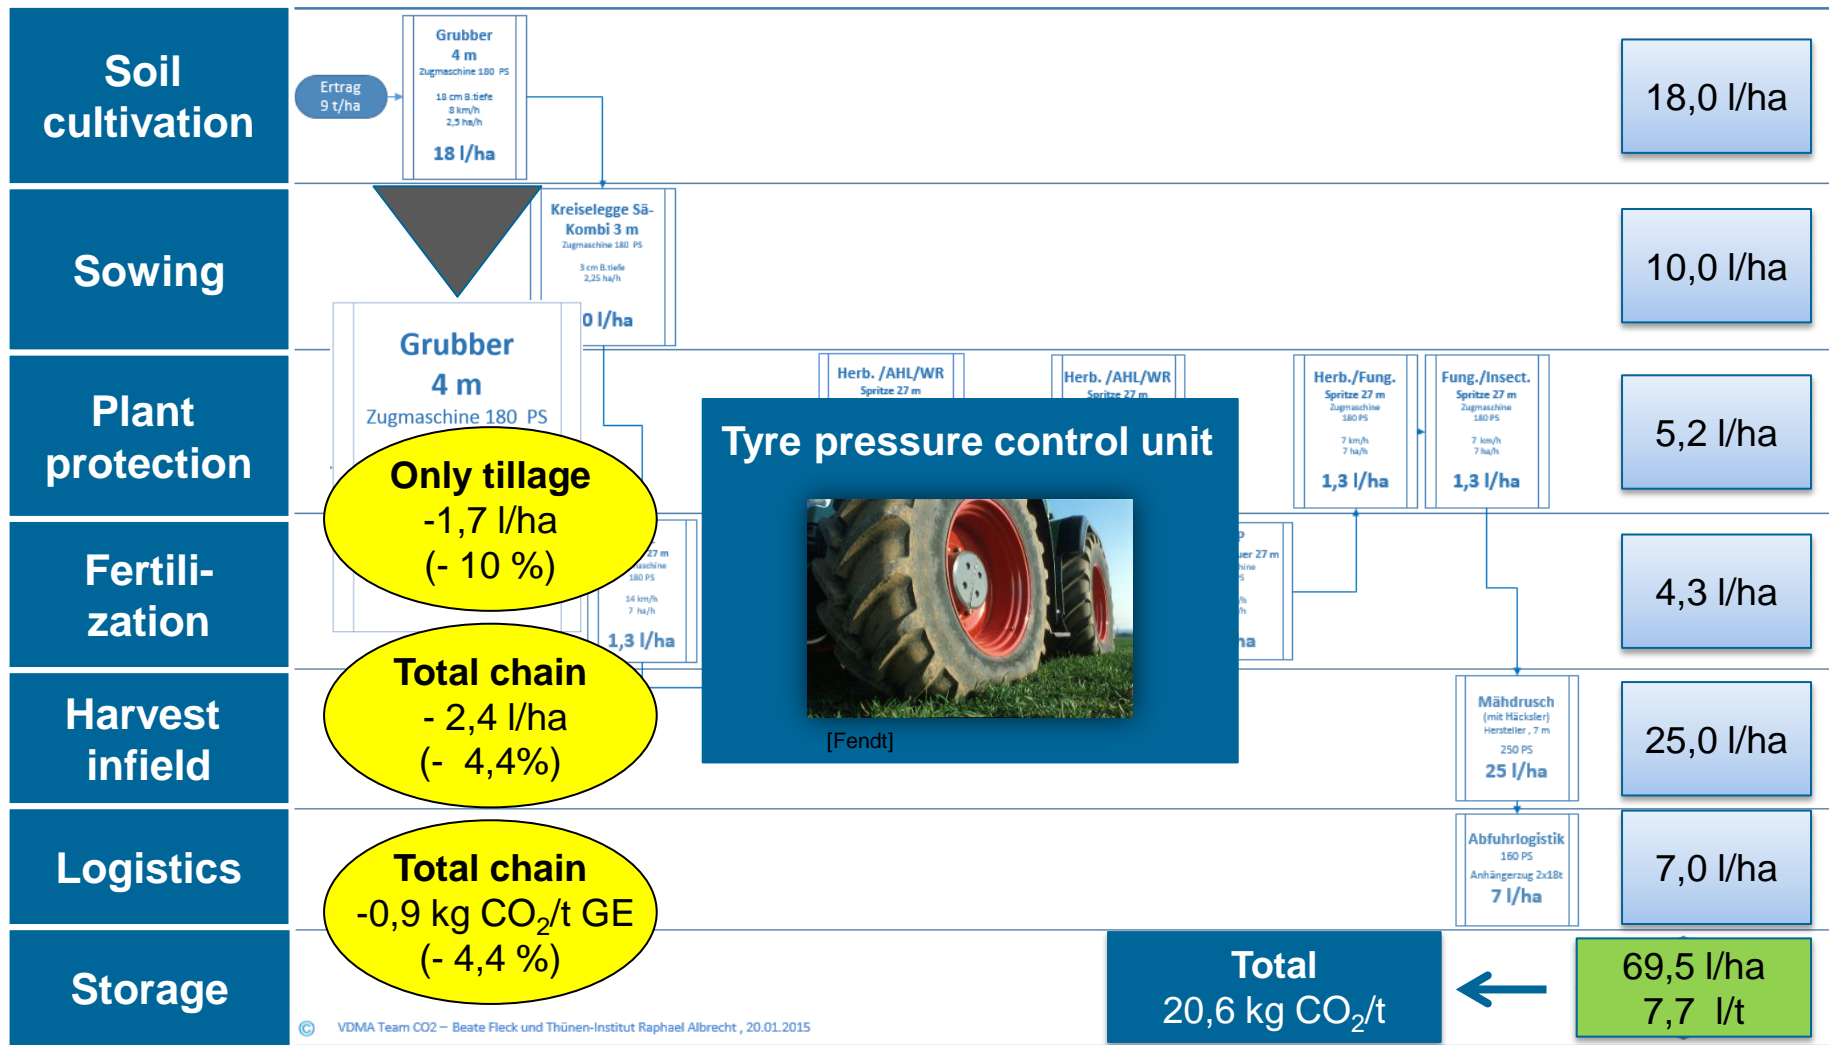 Soil
cultivation
Ertrag
9 t/ha
Grubber
4 m
Zugmaschine 180 PS
18 cm B.tiefe
8 km/h
2,5 ha/h
18 l/ha
18,0 l/ha
Sowing
Kreiselegge Sä-
Kombi 3 m
Zugmaschine 180 PS
3 cm B.tiefe
2,25 ha/h
0 l/ha
10,0 l/ha
Grubber
4 m
Zugmaschine 180 PS
Plant
protection
Herb. /AHL/WR
Spritze 27 m
Herb. /AHL/WR
Spritze 27 m
Herb./Fung.
Spritze 27 m
Zugmaschine
180 PS
7 km/h
7 ha/h
1,3 l/ha
Fung./Insect.
Spritze 27 m
Zugmaschine
180 PS
7 km/h
7 ha/h
1,3 l/ha
5,2 l/ha
Only tillage
-1,7 l/ha
(- 10 %)
Tyre pressure control unit
[Fendt]
Fertili-
zation
27 m
180 PS
14 km/h
7 ha/h
1,3 l/ha
uer 27 m
4,3 l/ha
Total chain
- 2,4 l/ha
(- 4,4%)
Harvest
infield
Mähdrusch
(mit Häcksler)
Hersteller , 7 m
250 PS
25 l/ha
25,0 l/ha
Logistics
Abfuhrlogistik
160 PS
Anhängerzug 2x18t
7 l/ha
7,0 l/ha
Total chain
-0,9 kg CO₂/t GE
(- 4,4 %)
Storage
Total
20,6 kg CO₂/t
69,5 l/ha
7,7 l/t
© VDMA Team CO2 – Beate Fleck und Thünen-Institut Raphael Albrecht , 20.01.2015